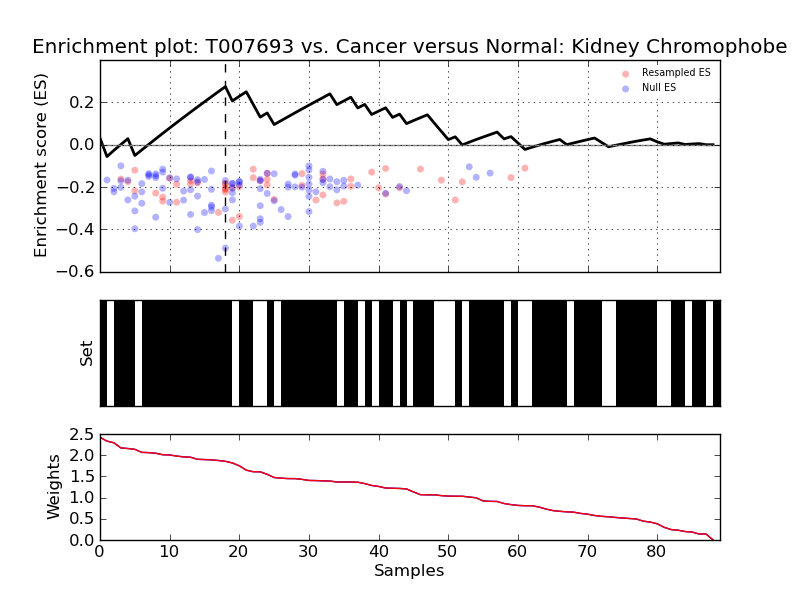 Enrichment plot: T007693 vs. Cancer versus Normal: Kidney Chromophobe
Resampled ES
Null ES
Enrichment score (ES)
0.2
0.0
−0.2
−0.4
−0.6
Set
Weights
2.5
2.0
1.5
1.0
0.5
0.0
0 10 20 30 40 50 60 70 80
Samples